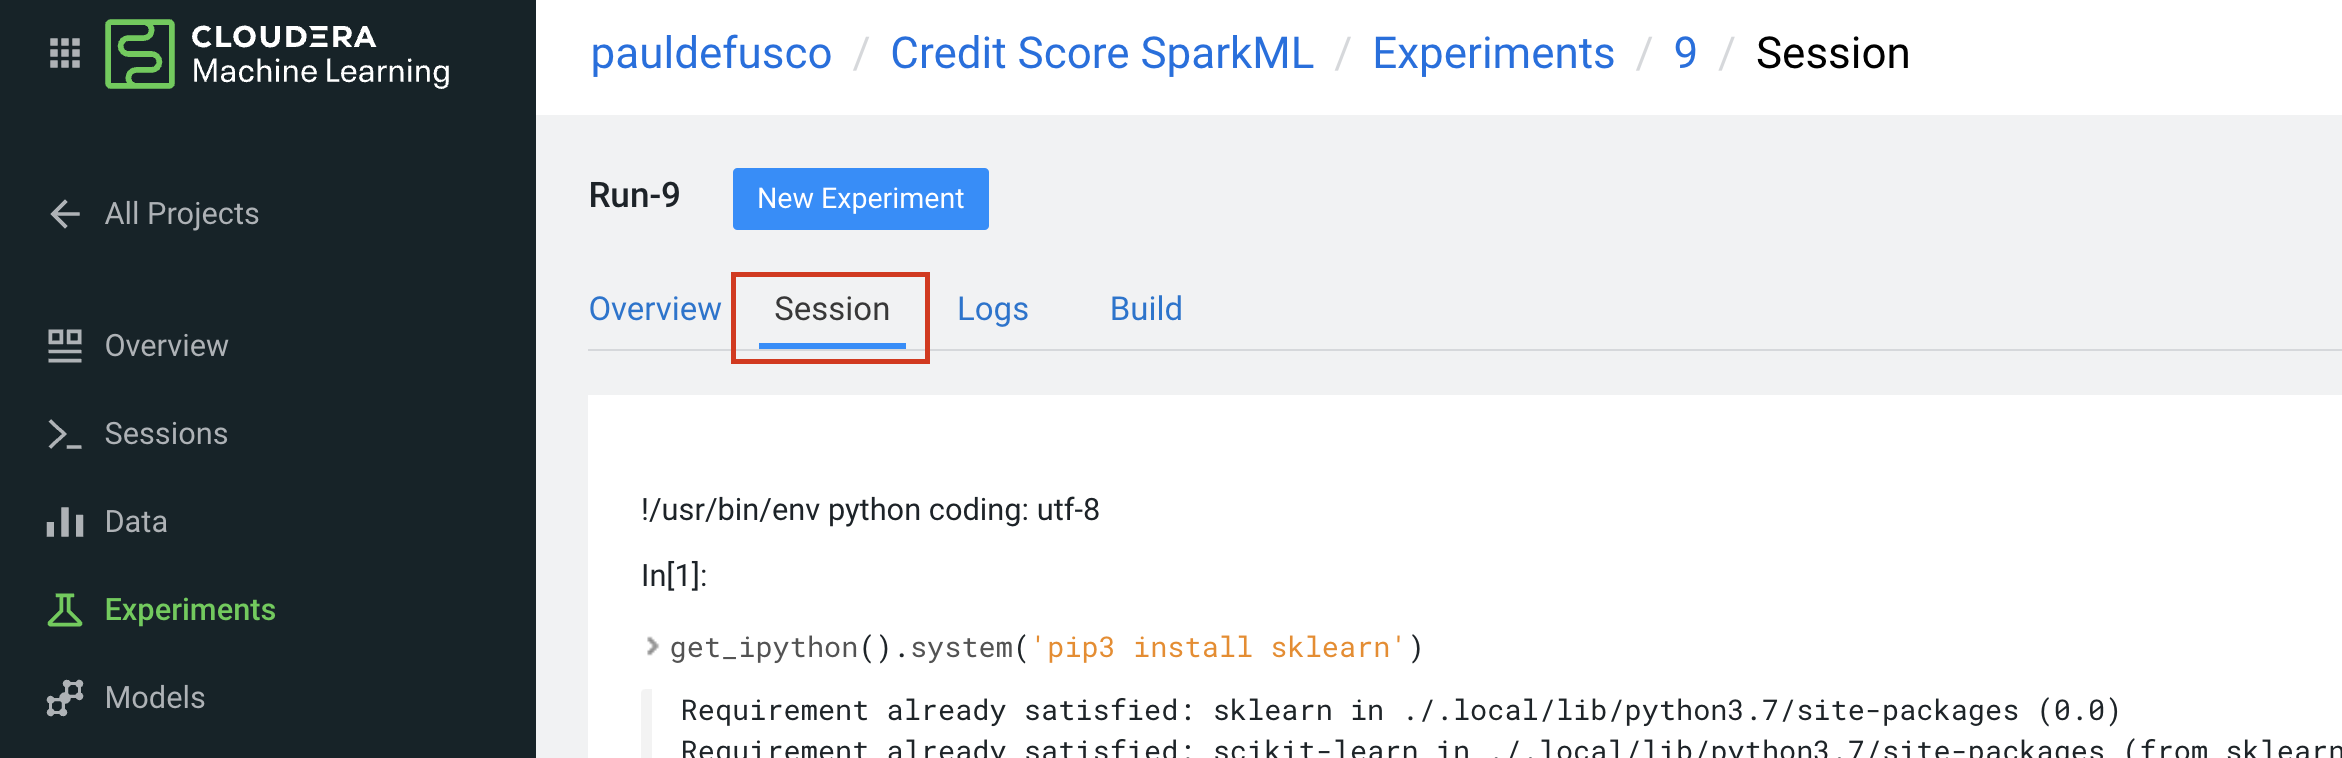 CLOUDERA
Machine Learning
All Projects
Overview
Sessions
Data
Experiments
Models
pauldefusco / Credit Score SparkML / Experiments / 9 / Session
Run-9
New Experiment
Overview Session Logs Build
!/usr/bin/env python coding: utf-8
In[1]:
get_ipython().system('pip3 install sklearn')
Requirement already satisfied: sklearn in ./.local/lib/python3.7/site-packages (0.0)
Requirement already satisfied: scikit-learn in ./.local/lib/python3.7/site-packages (from sklearn